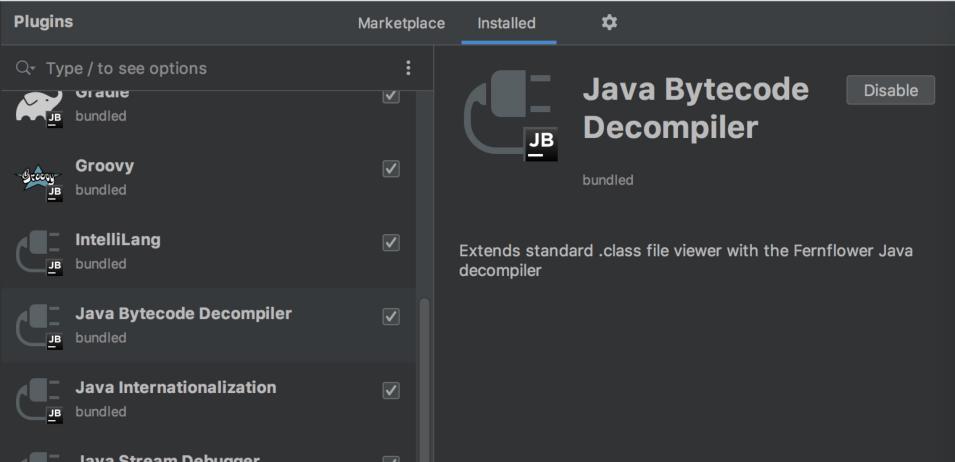 Plugins
Marketplace
Installed
Type / to see options
Gradle
JB
bundled
Groovy
Groovy
JB
bundled
IntelliLang
JB
bundled
Java Bytecode Decompiler
JB
bundled
Java Internationalization
JB
bundled
Java Stream Debugger
JB
Java Bytecode
Decompiler
Disable
bundled
Extends standard .class file viewer with the Fernflower Java
decompiler